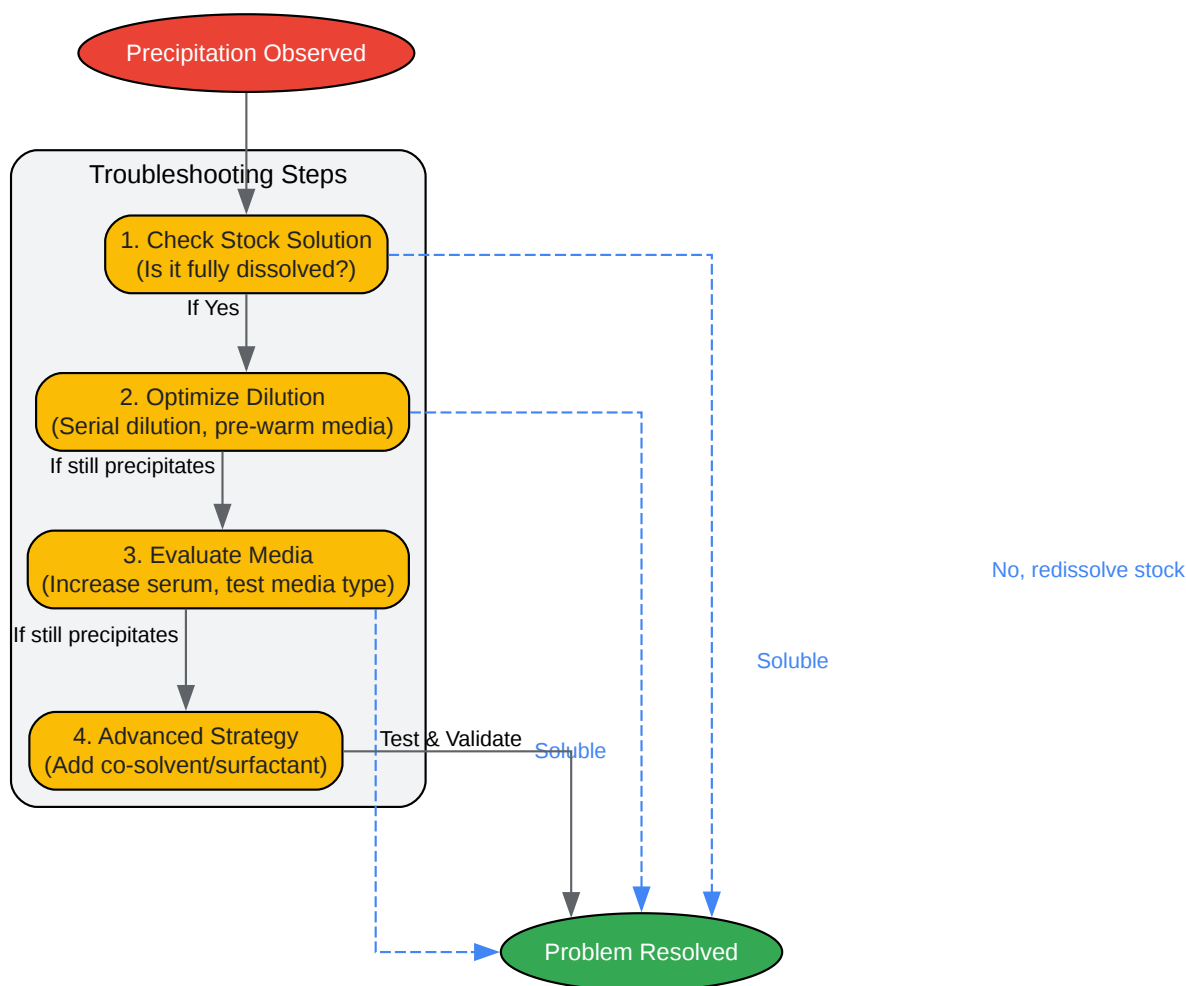 Precipitation Observed
Troubleshooting Steps
1. Check Stock Solution
(Is it fully dissolved?)
If Yes
2. Optimize Dilution
(Serial dilution, pre-warm media)
If still precipitates
3. Evaluate Media
(Increase serum, test media type)
No, redissolve stock
If still precipitates
Soluble
4. Advanced Strategy
(Add co-solvent/surfactant)
Test & Validate
Soluble
Problem Resolved